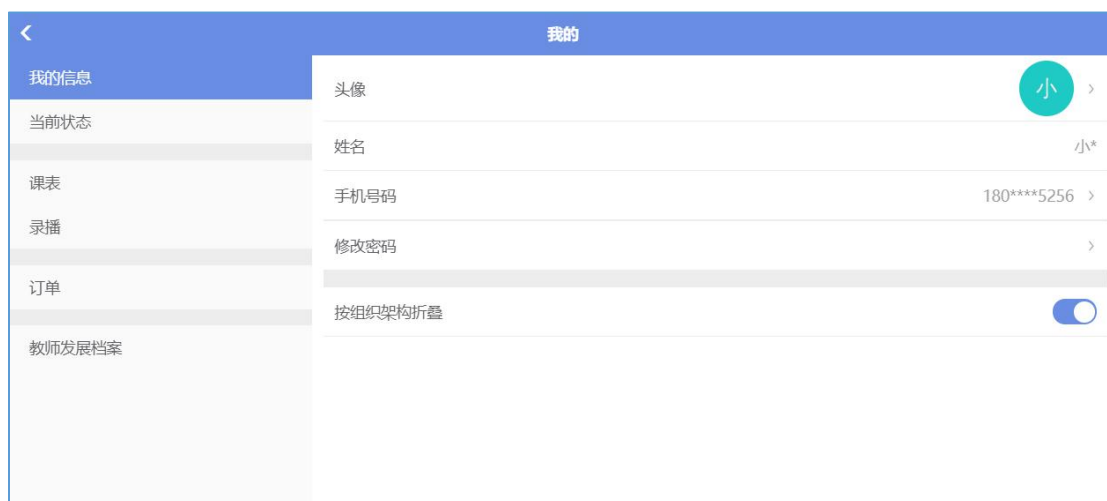 我的
我的信息
当前状态
课表
录播
订单
教师发展档案
头像
小
姓名
小*
手机号码
180****5256
修改密码
按组织架构折叠